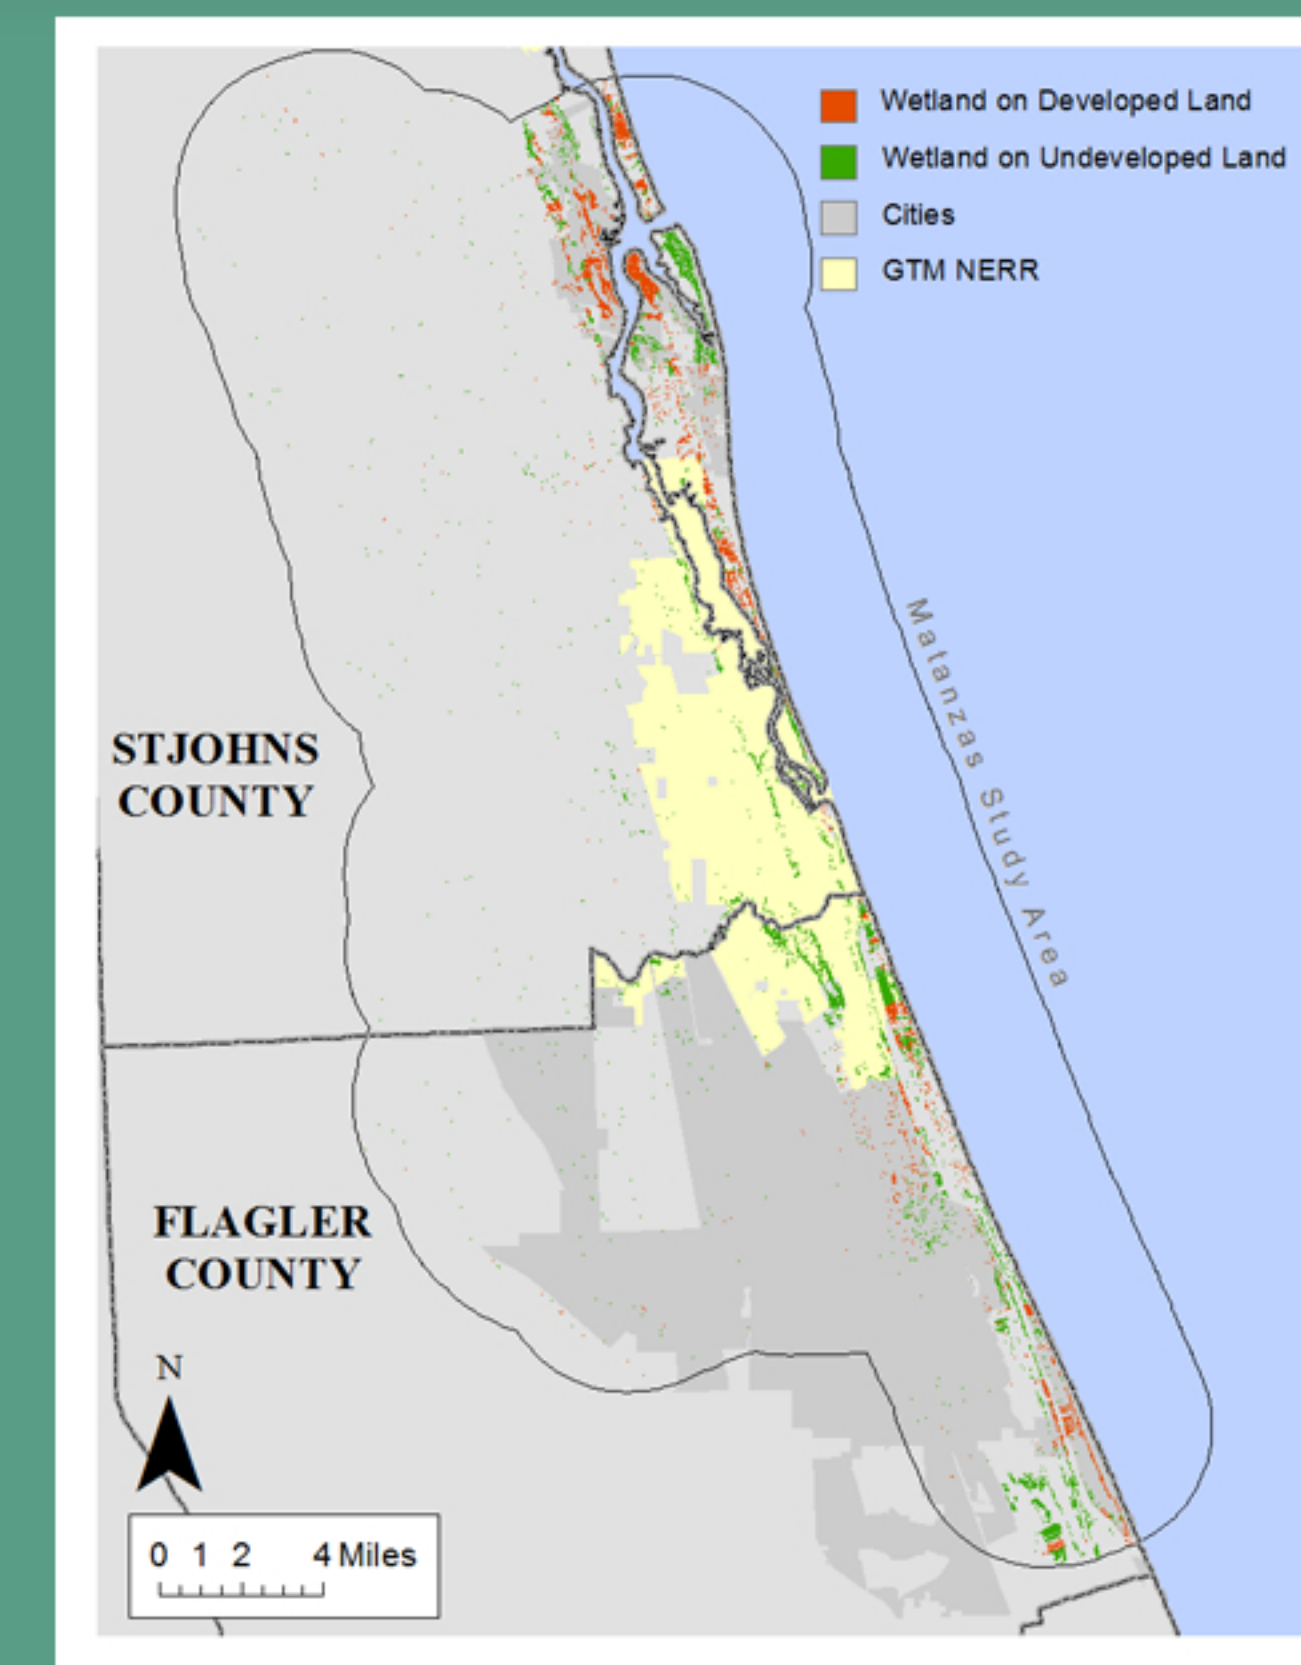 Wetland on Developed Land
Wetland on Undeveloped Land
Cities
GTM NERR
Matanzas Study Area
STJOHNS
COUNTY
FLAGLER
COUNTY
N
0 1 2 4 Miles